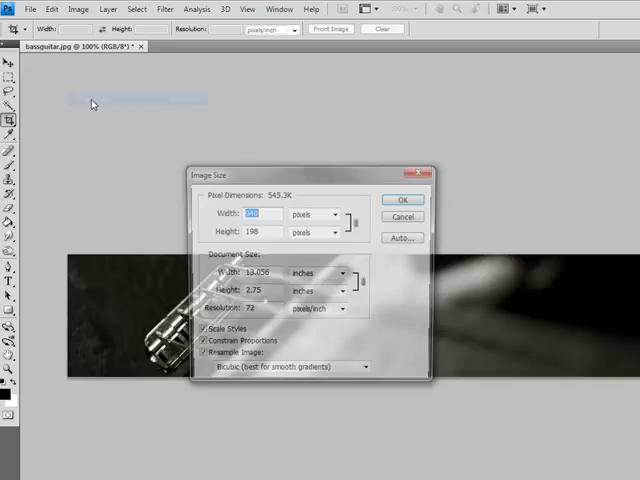 Ps File Edit Image Layer Select Filter Analysis 3D View Window Help
Width: Height: Resolution: pixels/inch Front Image Clear
bassguitar.jpg @ 100% (RGB/8*) *
Image Size
Pixel Dimensions: 545.3K
Width: 940 pixels
Height: 198 pixels
OK
Cancel
Auto...
Document Size:
Width: 13.056 inches
Height: 2.75 inches
Resolution: 72 pixels/inch
Scale Styles
Constrain Proportions
Resample Image:
Bicubic (best for smooth gradients)